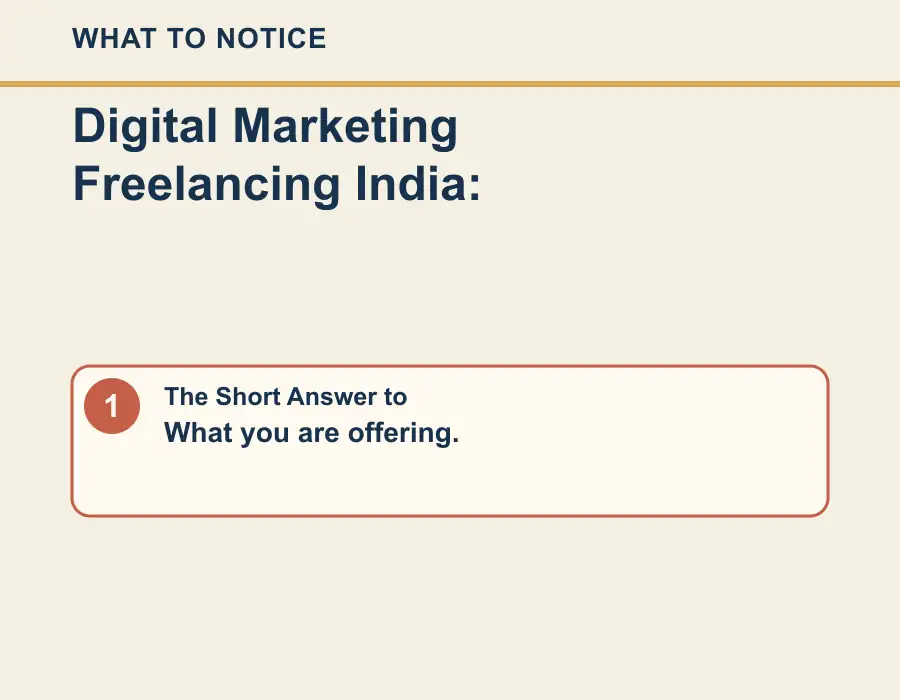 WHAT TO NOTICE
Digital Marketing
Freelancing India:
1
The Short Answer to
What you are offering.